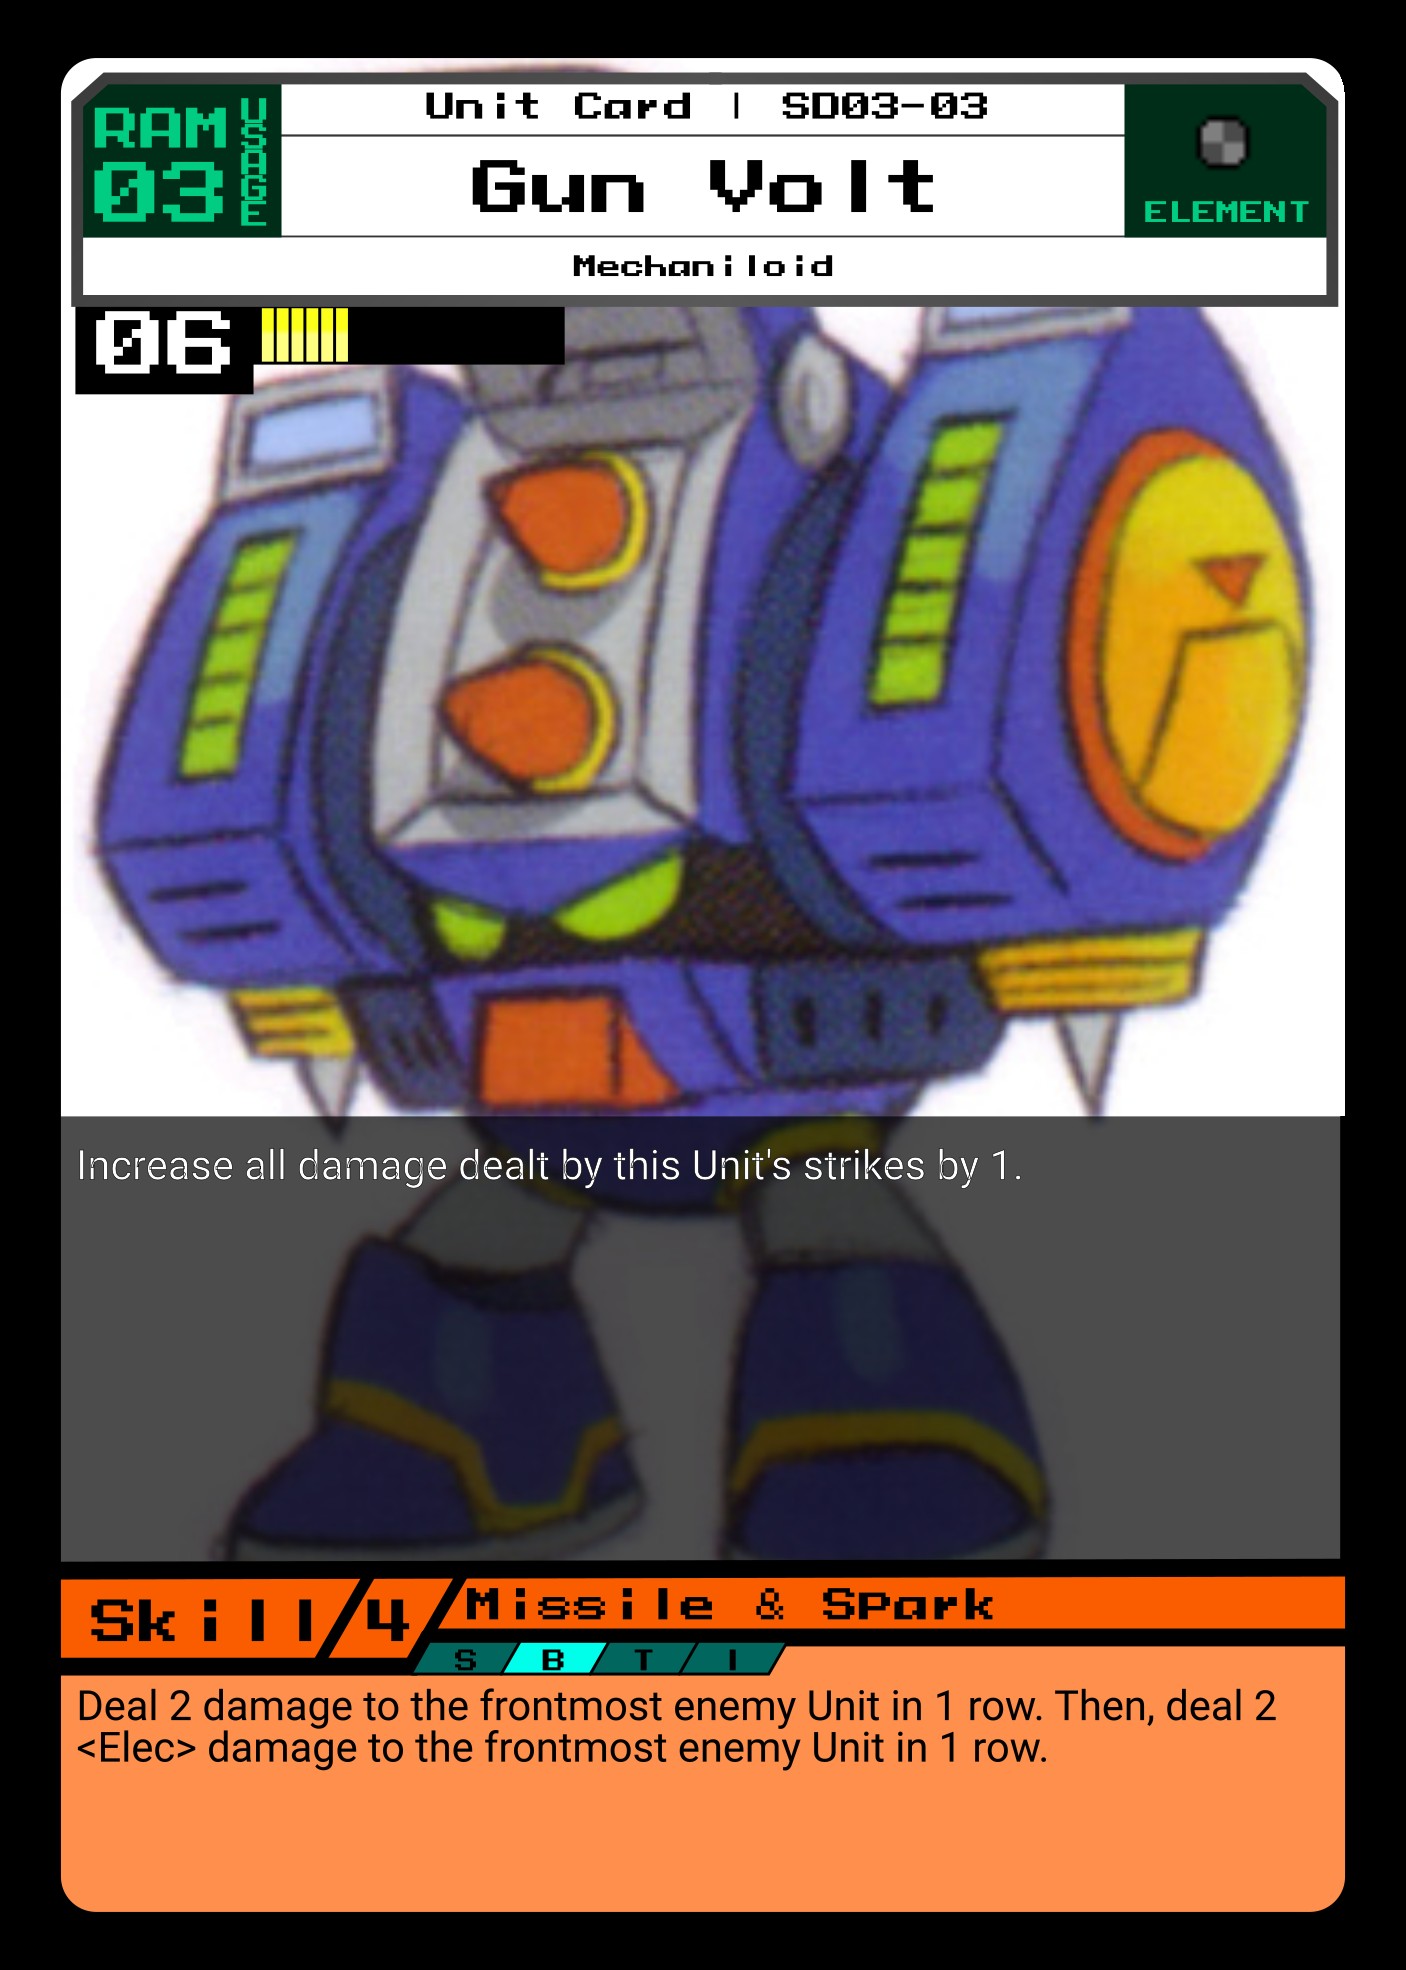 RAM
03
USAGE
Unit Card | SD03-03
Gun Volt
ELEMENT
Mechaniloid
06
Increase all damage dealt by this Unit's strikes by 1.
Skill/4/Missile & Spark
S B T I
Deal 2 damage to the frontmost enemy Unit in 1 row. Then, deal 2
<Elec> damage to the frontmost enemy Unit in 1 row.